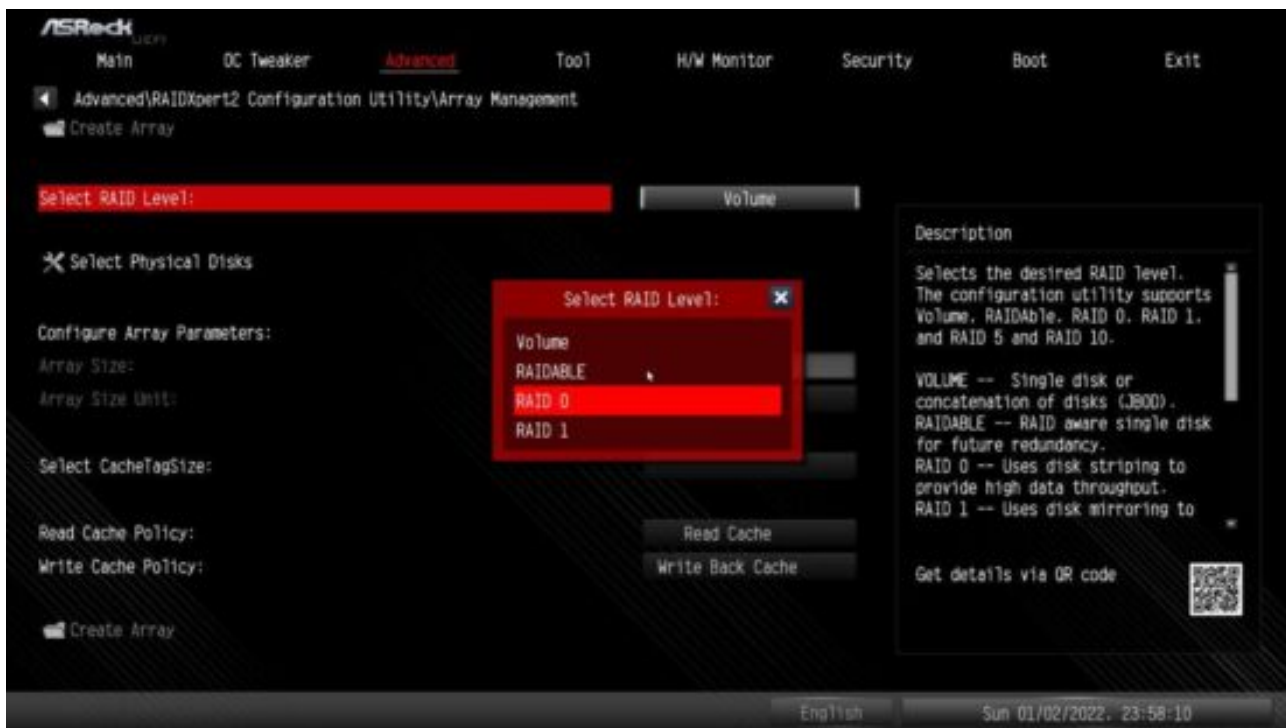 ASRock
UEFI
Main OC Tweaker Advanced Tool H/W Monitor Security Boot Exit
Advanced\RAIDXpert2 Configuration Utility\Array Management
Create Array
Select RAID Level: Volume
Select Physical Disks
Configure Array Parameters:
Array Size:
Array Size Unit:
Select CacheTagSize:
Read Cache Policy: Read Cache
Write Cache Policy: Write Back Cache
Create Array
Select RAID Level:
Volume
RAIDABLE
RAID 0
RAID 1
Description
Selects the desired RAID level.
The configuration utility supports
Volume, RAIDAble, RAID 0, RAID 1,
and RAID 5 and RAID 10.
VOLUME -- Single disk or
concatenation of disks (JBOD).
RAIDABLE -- RAID aware single disk
for future redundancy.
RAID 0 -- Uses disk striping to
provide high data throughput.
RAID 1 -- Uses disk mirroring to
Get details via QR code
English Sun 01/02/2022, 23:58:10